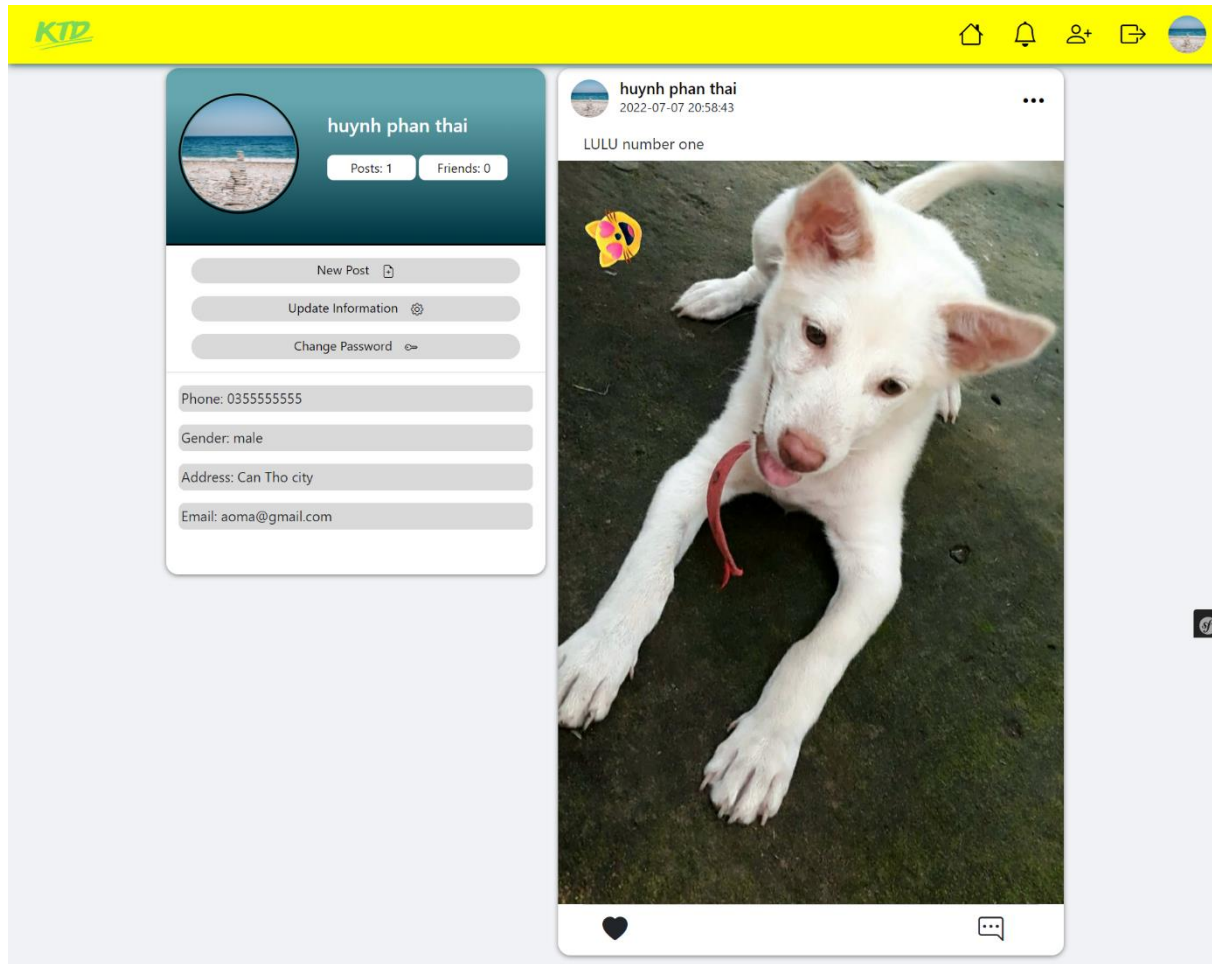 KTD
huynh phan thai
Posts: 1
Friends: 0
New Post
Update Information
Change Password
Phone: 0355555555
Gender: male
Address: Can Tho city
Email: aoma@gmail.com
huynh phan thai
2022-07-07 20:58:43
LULU number one
sf